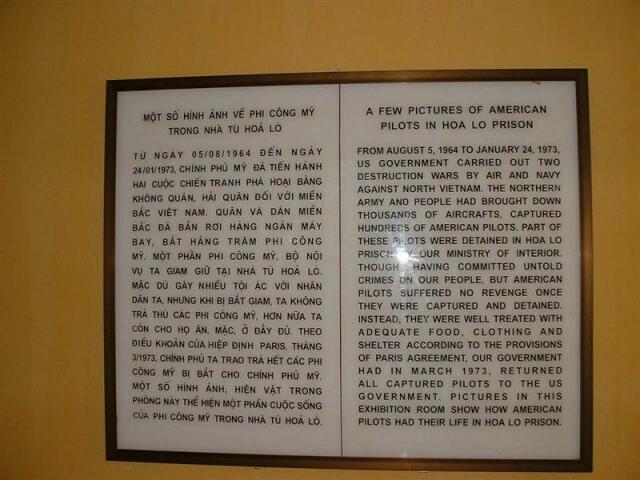 MỘT SỐ HÌNH ẢNH VỀ PHI CÔNG MỸ
TRONG NHÀ TÙ HOẢ LÒ
TỪ NGÀY 05/08/1964 ĐẾN NGÀY
24/01/1973, CHÍNH PHỦ MỸ ĐÃ TIẾN HÀNH
HAI CUỘC CHIẾN TRANH PHÁ HOẠI BẰNG
KHÔNG QUÂN, HẢI QUÂN ĐỐI VỚI MIỀN
BẮC VIỆT NAM. QUÂN VÀ DÂN MIỀN
BẮC ĐÃ BẮN RƠI HÀNG NGÀN MÁY
BAY, BẮT HÀNG TRĂM PHI CÔNG
MỸ. MỘT PHẦN PHI CÔNG MỸ, BỘ NỘI
VỤ TA GIAM GIỮ TẠI NHÀ TÙ HOẢ LÒ.
MẶC DÙ GÂY NHIỀU TỘI ÁC VỚI NHÂN
DÂN TA, NHƯNG KHI BỊ BẮT GIAM, TA KHÔNG
TRẢ THÙ CÁC PHI CÔNG MỸ, HƠN NỮA TA
CÒN CHO HỌ ĂN, MẶC, Ở ĐẦY ĐỦ. THEO
ĐIỀU KHOẢN CỦA HIỆP ĐỊNH PARIS, THÁNG
3/1973, CHÍNH PHỦ TA TRAO TRẢ HẾT CÁC PHI
CÔNG MỸ BỊ BẮT CHO CHÍNH PHỦ MỸ.
MỘT SỐ HÌNH ẢNH, HIỆN VẬT TRONG
PHÒNG NÀY THỂ HIỆN MỘT PHẦN CUỘC SỐNG
CỦA PHI CÔNG MỸ TRONG NHÀ TÙ HOẢ LÒ.
A FEW PICTURES OF AMERICAN
PILOTS IN HOA LO PRISON
FROM AUGUST 5, 1964 TO JANUARY 24, 1973,
US GOVERNMENT CARRIED OUT TWO
DESTRUCTION WARS BY AIR AND NAVY
AGAINST NORTH VIETNAM. THE NORTHERN
ARMY AND PEOPLE HAD BROUGHT DOWN
THOUSANDS OF AIRCRAFTS, CAPTURED
HUNDREDS OF AMERICAN PILOTS. PART OF
THESE PILOTS WERE DETAINED IN HOA LO
PRISON BY OUR MINISTRY OF INTERIOR.
THOUGH HAVING COMMITTED UNTOLD
CRIMES ON OUR PEOPLE, BUT AMERICAN
PILOTS SUFFERED NO REVENGE ONCE
THEY WERE CAPTURED AND DETAINED.
INSTEAD, THEY WERE WELL TREATED WITH
ADEQUATE FOOD, CLOTHING AND
SHELTER ACCORDING TO THE PROVISIONS
OF PARIS AGREEMENT, OUR GOVERNMENT
HAD IN MARCH 1973, RETURNED
ALL CAPTURED PILOTS TO THE US
GOVERNMENT. PICTURES IN THIS
EXHIBITION ROOM SHOW HOW AMERICAN
PILOTS HAD THEIR LIFE IN HOA LO PRISON.